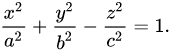 x²/a² + y²/b² − z²/c² = 1.